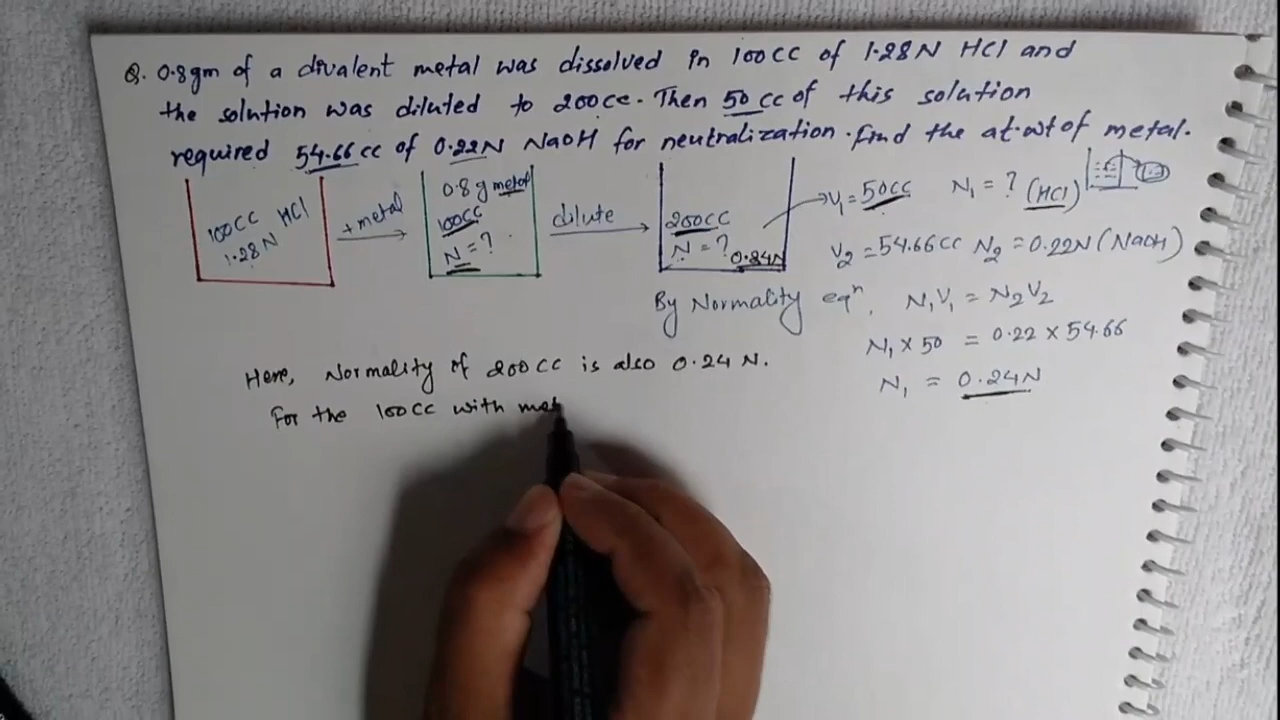 Q. 0.8gm of a divalent metal was dissolved in 100CC of 1.28N HCl and
the solution was diluted to 200cc. Then 50 cc of this solution
required 54.66cc of 0.22N NaOH for neutralization. find the at.wt of metal.
100CC HCl
1.28N
+metal
0.8g metal
100CC
N=?
dilute
200CC
N=?
0.24N
V₁=50CC N₁ = ? (HCl)
V₂=54.66cc N₂=0.22N (NaOH)
By Normality eqⁿ, N₁V₁ = N₂V₂
N₁ × 50 = 0.22 × 54.66
N₁ = 0.24N
Here, Normality of 200CC is also 0.24 N.
For the 100CC with met